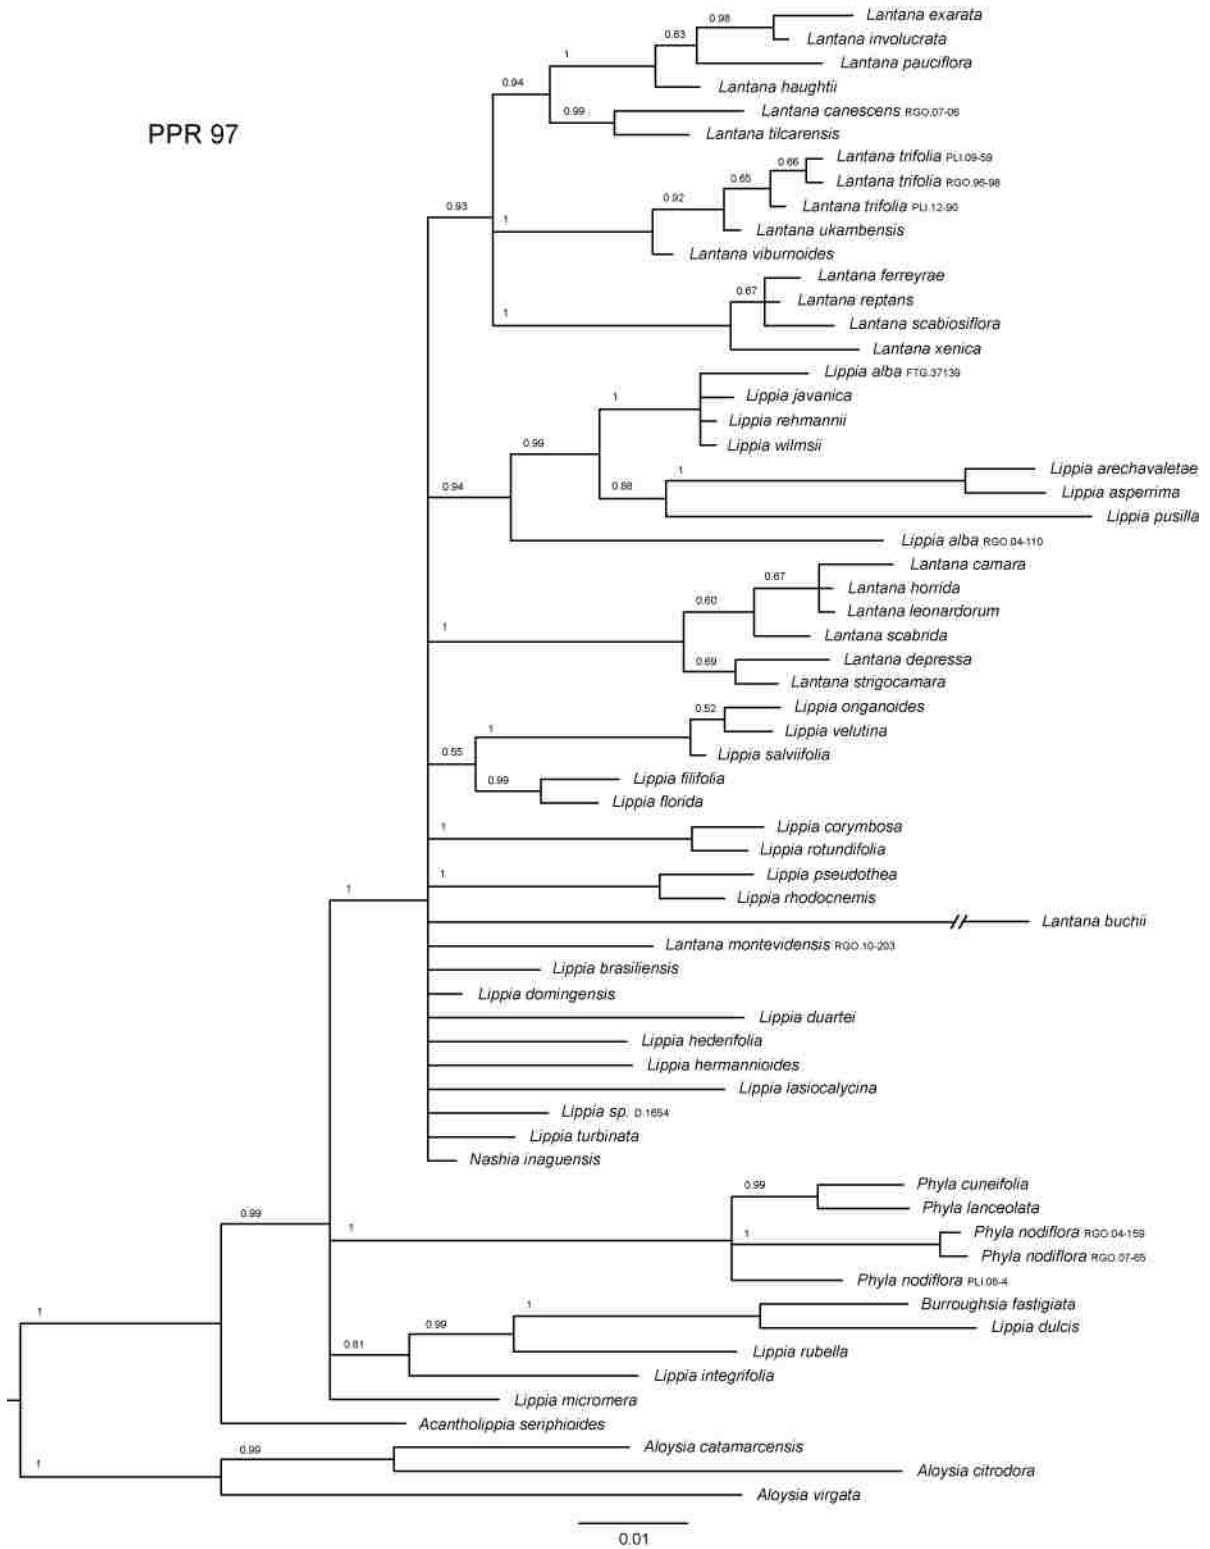 Lantana exarata
0.98
Lantana involucrata
0.63
1
Lantana pauciflora
0.94
Lantana haughtii
0.99
Lantana canescens RGO.07-06
PPR 97
Lantana tilcarensis
Lantana trifolia PLI.09-59
0.66
Lantana trifolia RGO.96-98
0.65
0.92
Lantana trifolia PLI.12-90
0.93
1
Lantana ukambensis
Lantana viburnoides
Lantana ferreyrae
0.67
Lantana reptans
1
Lantana scabiosiflora
Lantana xenica
Lippia alba FTG.37139
1
Lippia javanica
Lippia rehmannii
0.99
Lippia wilmsii
1
Lippia arechavaletae
0.94
0.88
Lippia asperrima
Lippia pusilla
Lippia alba RGO.04-110
Lantana camara
0.67
Lantana horrida
0.60
Lantana leonardorum
1
Lantana scabrida
0.69
Lantana depressa
Lantana strigocamara
Lippia origanoides
0.52
1
Lippia velutina
0.55
Lippia salviifolia
0.99
Lippia filifolia
Lippia florida
1
Lippia corymbosa
Lippia rotundifolia
1
Lippia pseudothea
1
Lippia rhodocnemis
Lantana buchii
Lantana montevidensis RGO.10-203
Lippia brasiliensis
Lippia domingensis
Lippia duartei
Lippia hederifolia
Lippia hermannioides
Lippia lasiocalycina
Lippia sp. D.1654
Lippia turbinata
Nashia inaguensis
0.99
Phyla cuneifolia
Phyla lanceolata
0.99
1
1
Phyla nodiflora RGO.04-159
Phyla nodiflora RGO.07-65
Phyla nodiflora PLI.06-4
1
Burroughsia fastigiata
1
0.99
Lippia dulcis
0.81
Lippia rubella
Lippia integrifolia
Lippia micromera
Acantholippia seriphioides
0.99
Aloysia catamarcensis
1
Aloysia citrodora
Aloysia virgata
0.01